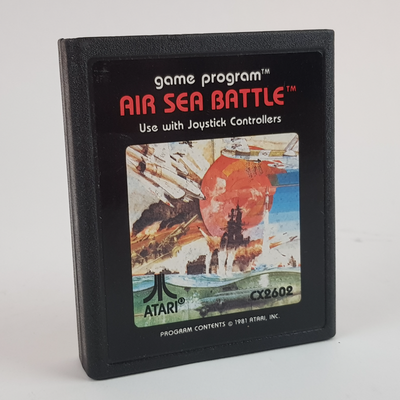 game program™
AIR SEA BATTLE™
Use with Joystick Controllers
ATARI®
CX2602
PROGRAM CONTENTS © 1981 ATARI, INC.